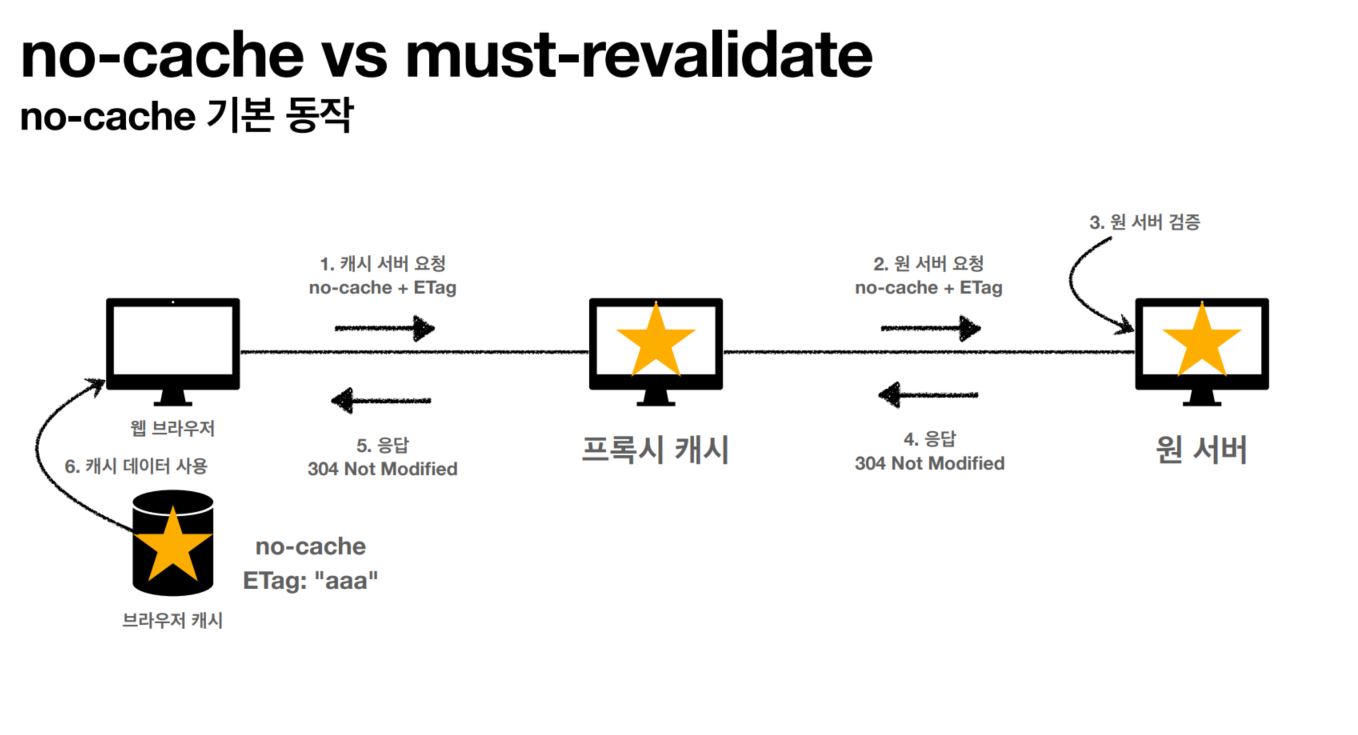 no-cache vs must-revalidate
no-cache 기본 동작
3. 원 서버 검증
1. 캐시 서버 요청
no-cache + ETag
2. 원 서버 요청
no-cache + ETag
웹 브라우저
5. 응답
304 Not Modified
프록시 캐시
4. 응답
304 Not Modified
원 서버
6. 캐시 데이터 사용
no-cache
ETag: "aaa"
브라우저 캐시